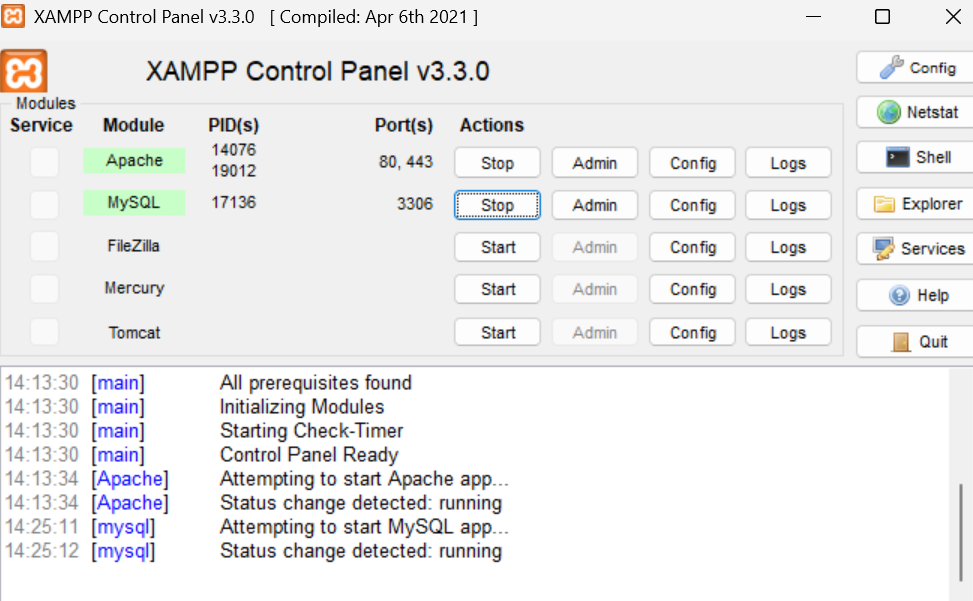 XAMPP Control Panel v3.3.0 [ Compiled: Apr 6th 2021 ]
XAMPP Control Panel v3.3.0
Config
Modules
Service Module PID(s) Port(s) Actions
Netstat
Apache 14076 19012 80, 443 Stop Admin Config Logs
Shell
MySQL 17136 3306 Stop Admin Config Logs
Explorer
FileZilla Start Admin Config Logs
Services
Mercury Start Admin Config Logs
Help
Tomcat Start Admin Config Logs
Quit
14:13:30 [main] All prerequisites found
14:13:30 [main] Initializing Modules
14:13:30 [main] Starting Check-Timer
14:13:30 [main] Control Panel Ready
14:13:34 [Apache] Attempting to start Apache app...
14:13:34 [Apache] Status change detected: running
14:25:11 [mysql] Attempting to start MySQL app...
14:25:12 [mysql] Status change detected: running